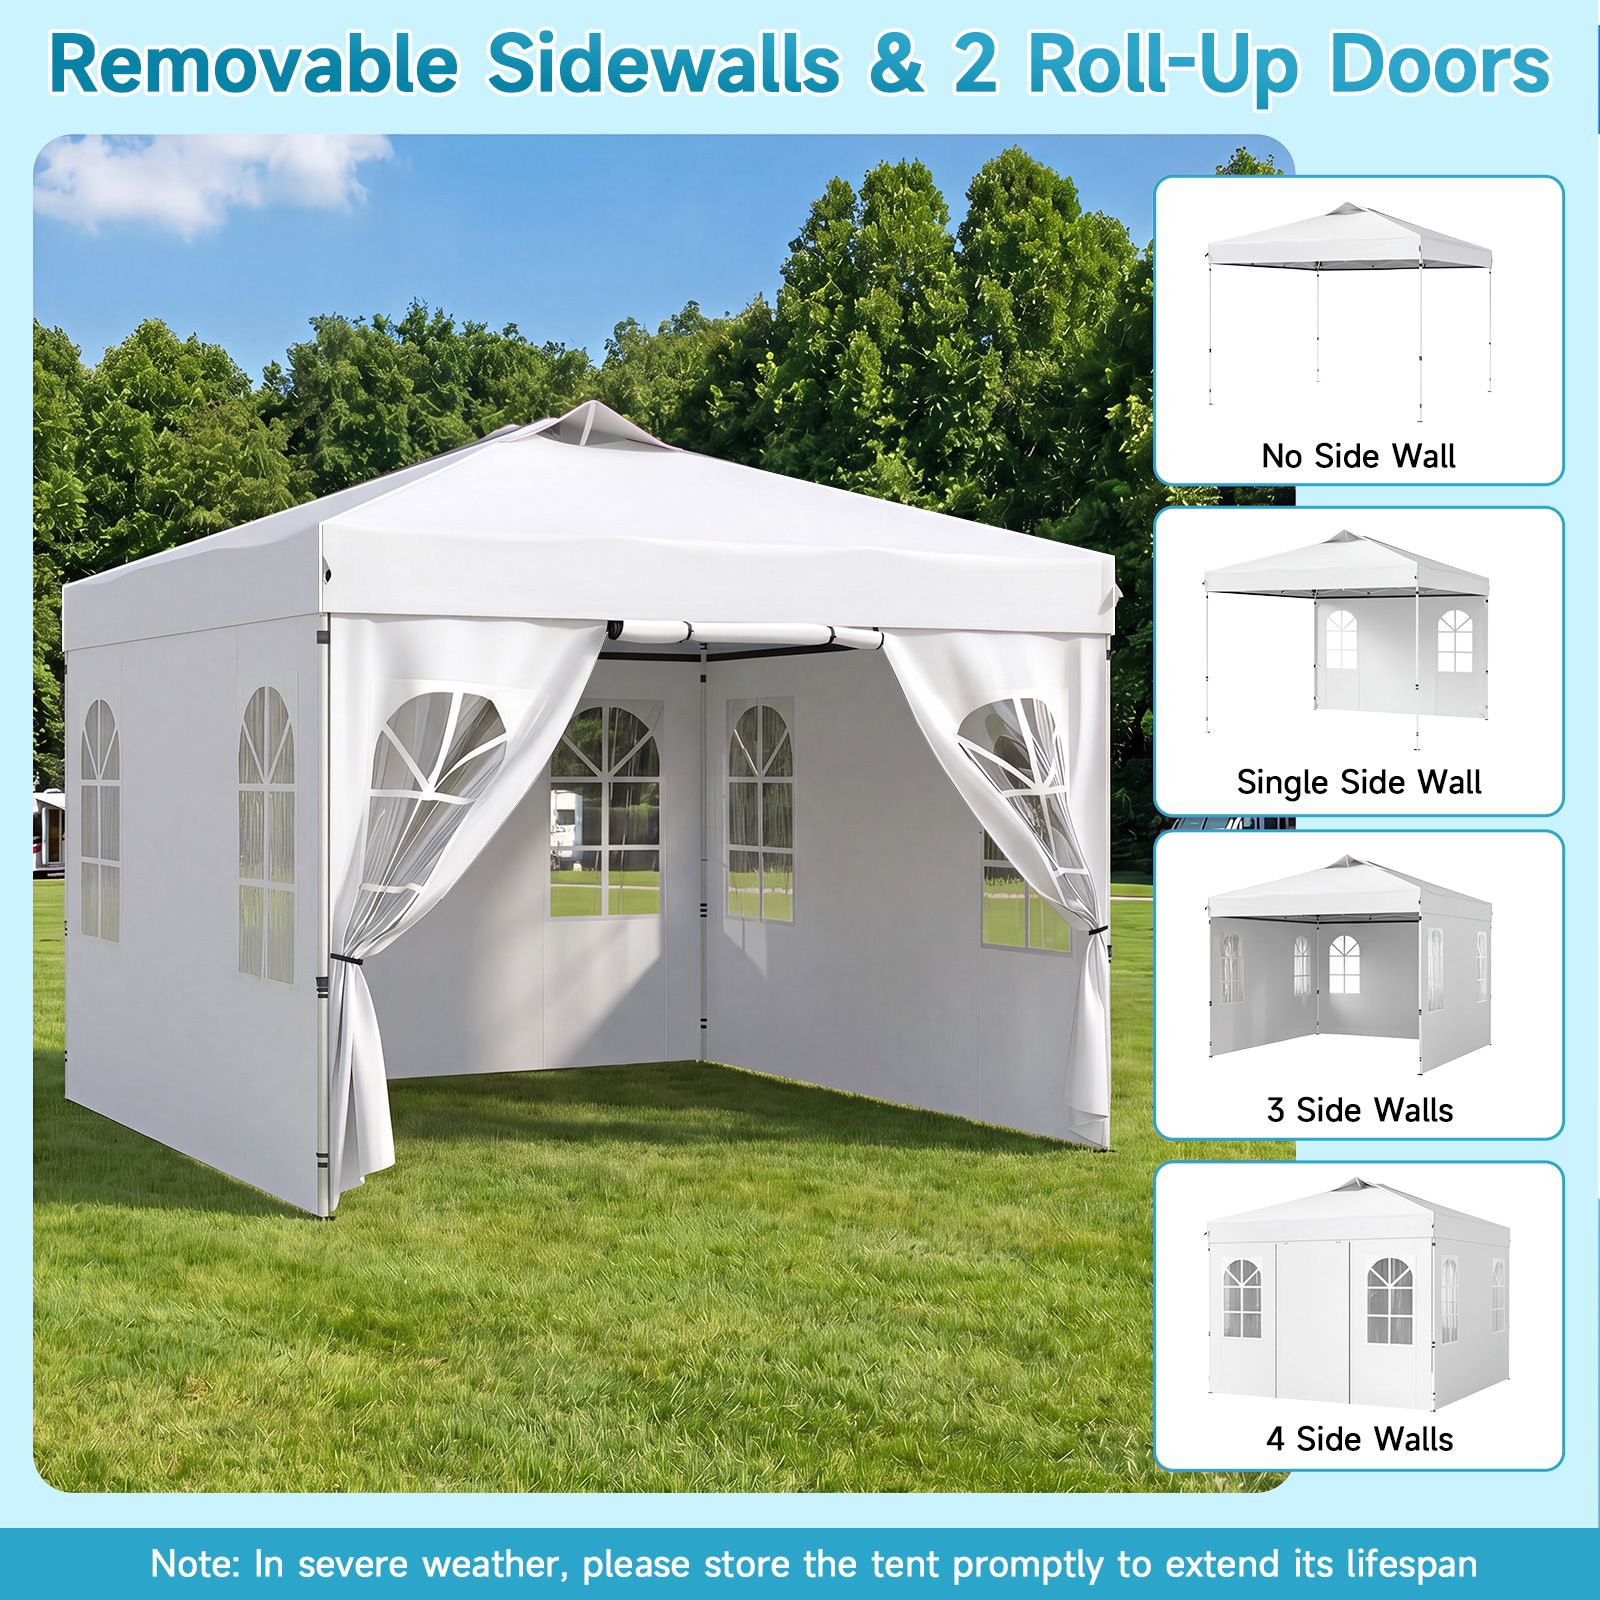 Removable Sidewalls & 2 Roll-Up Doors
No Side Wall
Single Side Wall
3 Side Walls
4 Side Walls
Note: In severe weather, please store the tent promptly to extend its lifespan